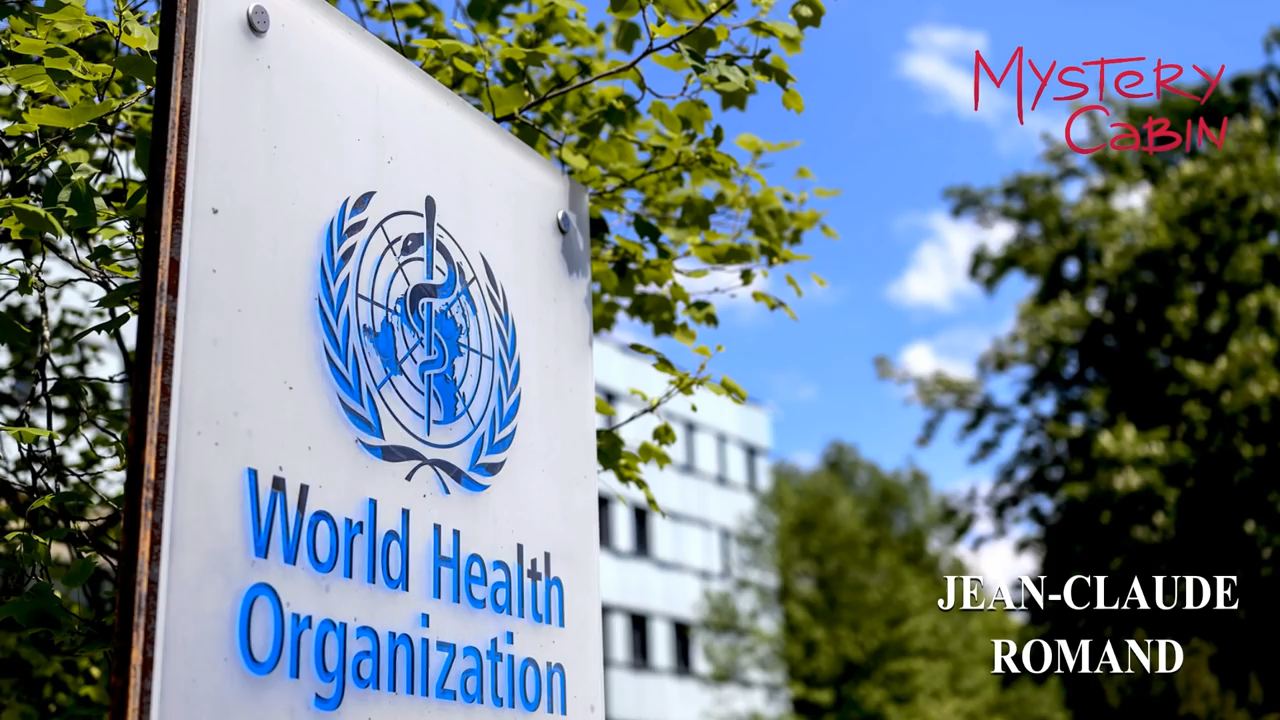 MYSTERY
CABIN
World Health
Organization
JEAN-CLAUDE
ROMAND